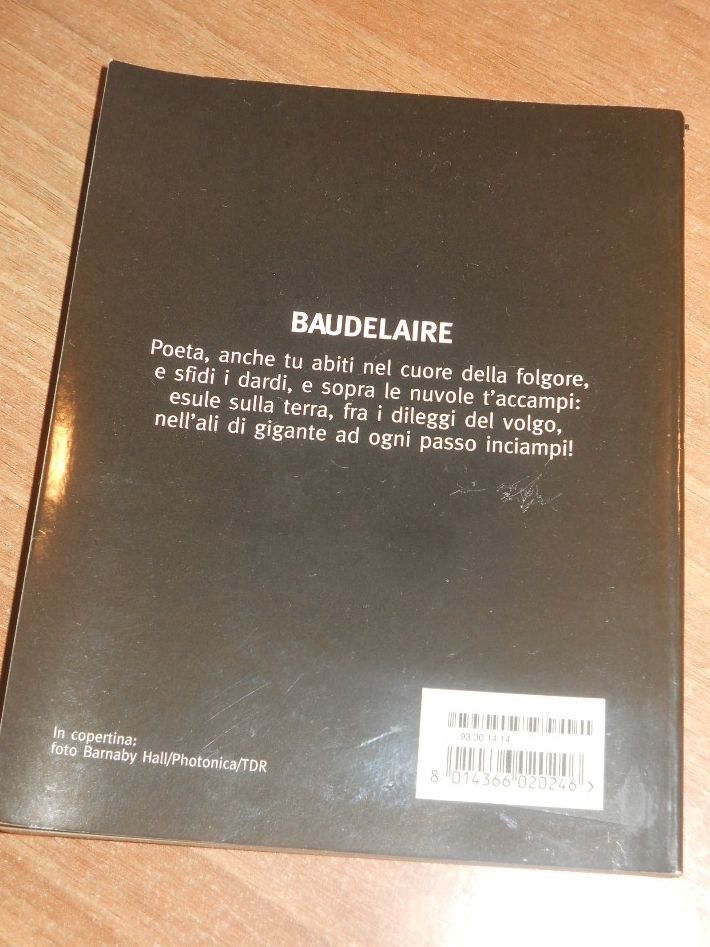 BAUDELAIRE
Poeta, anche tu abiti nel cuore della folgore,
e sfidi i dardi, e sopra le nuvole t'accampi:
esule sulla terra, fra i dileggi del volgo,
nell'ali di gigante ad ogni passo inciampi!
In copertina:
foto Barnaby Hall/Photonica/TDR
93 30 14 14
8 014366 020246 >